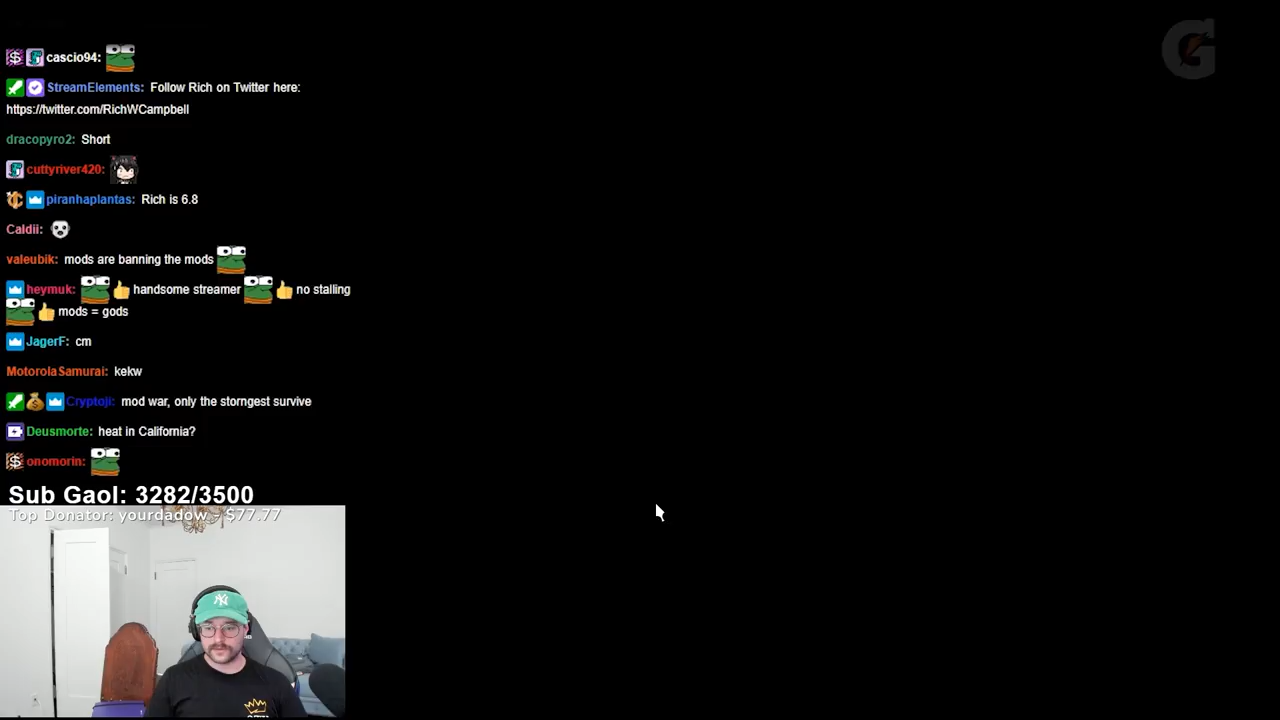 cascio94:
StreamElements: Follow Rich on Twitter here:
https://twitter.com/RichWCampbell
dracopyro2: Short
cuttyriver420:
piranhaplantas: Rich is 6.8
Caldii:
valeubik: mods are banning the mods
heymuk: 👍 handsome streamer 👍 no stalling
👍 mods = gods
JagerF: cm
MotorolaSamurai: kekw
Cryptoji: mod war, only the storngest survive
Deusmorte: heat in California?
onomorin:
Sub Gaol: 3282/3500
Top Donator: yourdadow - $77.77
G
NY